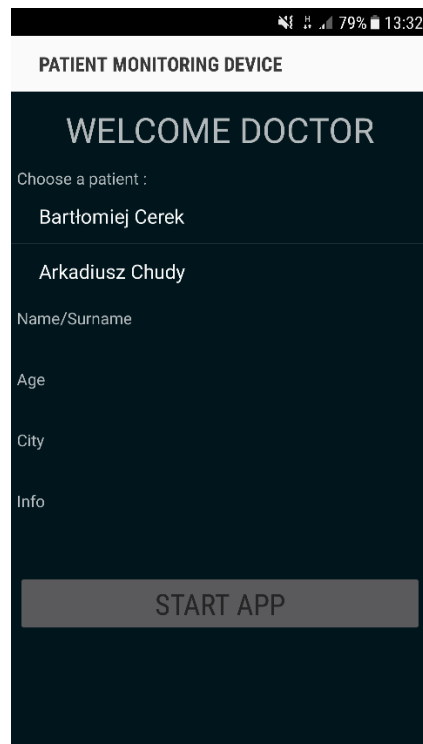 H 79% 13:32
PATIENT MONITORING DEVICE
WELCOME DOCTOR
Choose a patient :
Bartłomiej Cerek
Arkadiusz Chudy
Name/Surname
Age
City
Info
START APP